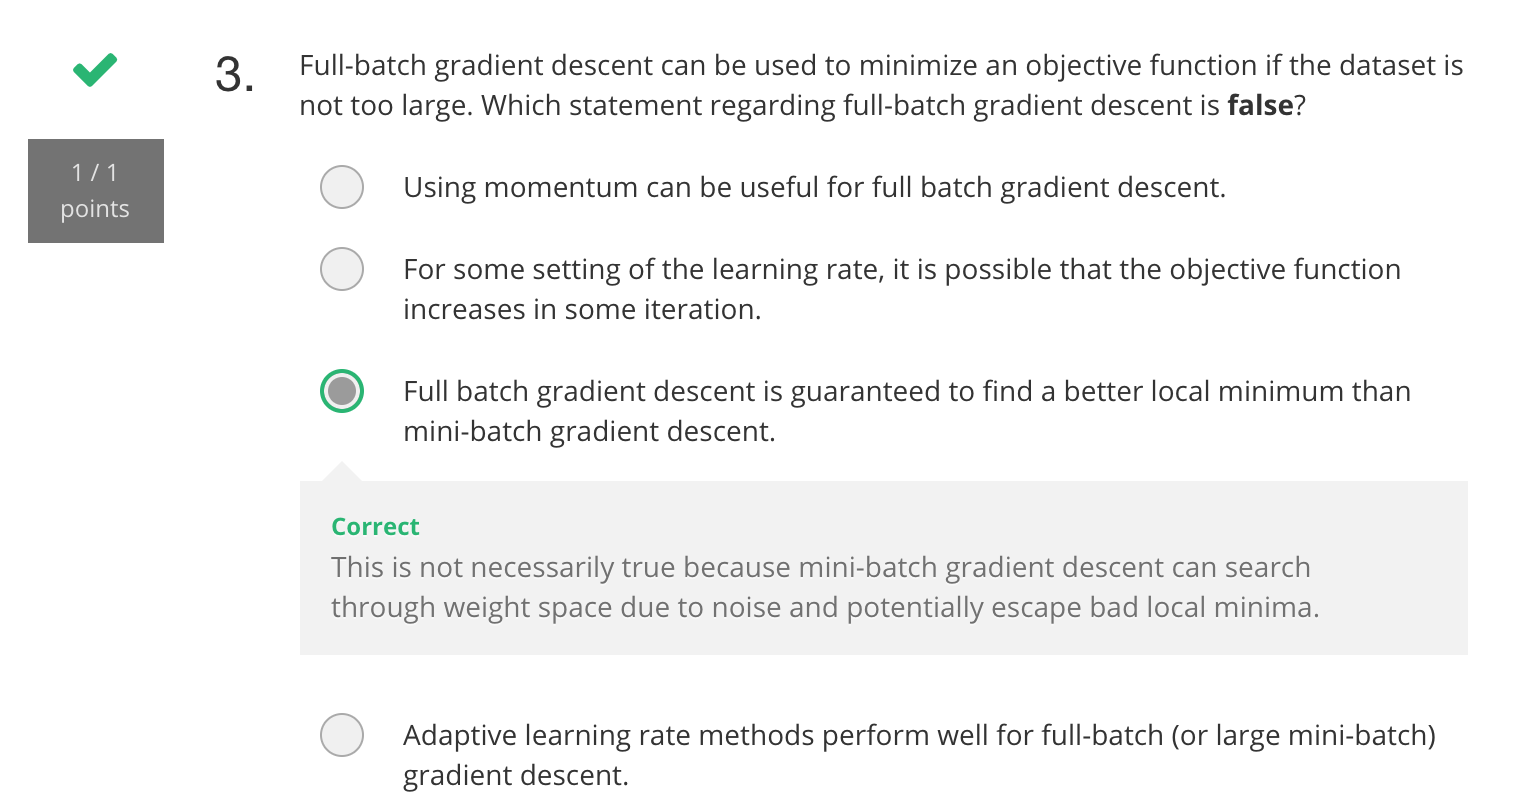 3. Full-batch gradient descent can be used to minimize an objective function if the dataset is
not too large. Which statement regarding full-batch gradient descent is false?
1 / 1
points
Using momentum can be useful for full batch gradient descent.
For some setting of the learning rate, it is possible that the objective function
increases in some iteration.
Full batch gradient descent is guaranteed to find a better local minimum than
mini-batch gradient descent.
Correct
This is not necessarily true because mini-batch gradient descent can search
through weight space due to noise and potentially escape bad local minima.
Adaptive learning rate methods perform well for full-batch (or large mini-batch)
gradient descent.